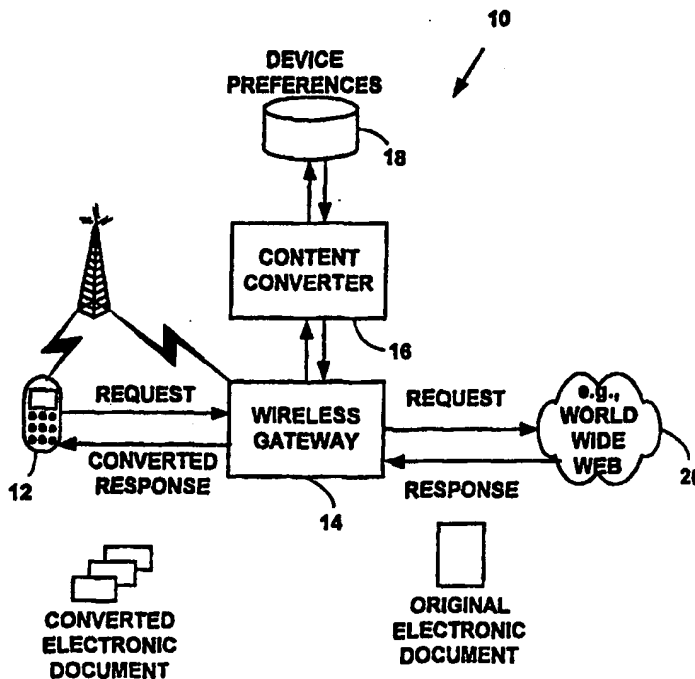 10
DEVICE
PREFERENCES
18
CONTENT
CONVERTER
16
REQUEST
WIRELESS
GATEWAY
REQUEST
e.g.,
WORLD
WIDE
WEB
CONVERTED
RESPONSE
RESPONSE
12
14
20
CONVERTED
ELECTRONIC
DOCUMENT
ORIGINAL
ELECTRONIC
DOCUMENT